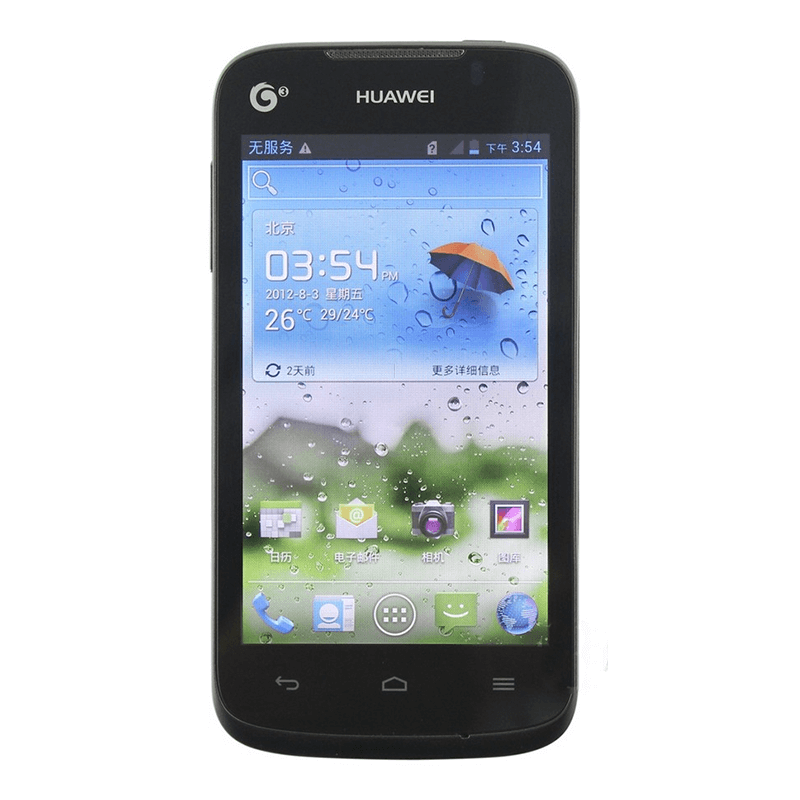 3
HUAWEI
无服务 下午 3:54
北京
03:54 PM
2012-8-3 星期五
26℃ 29/24℃
2天前 更多详细信息
日历 电子邮件 相机 图库